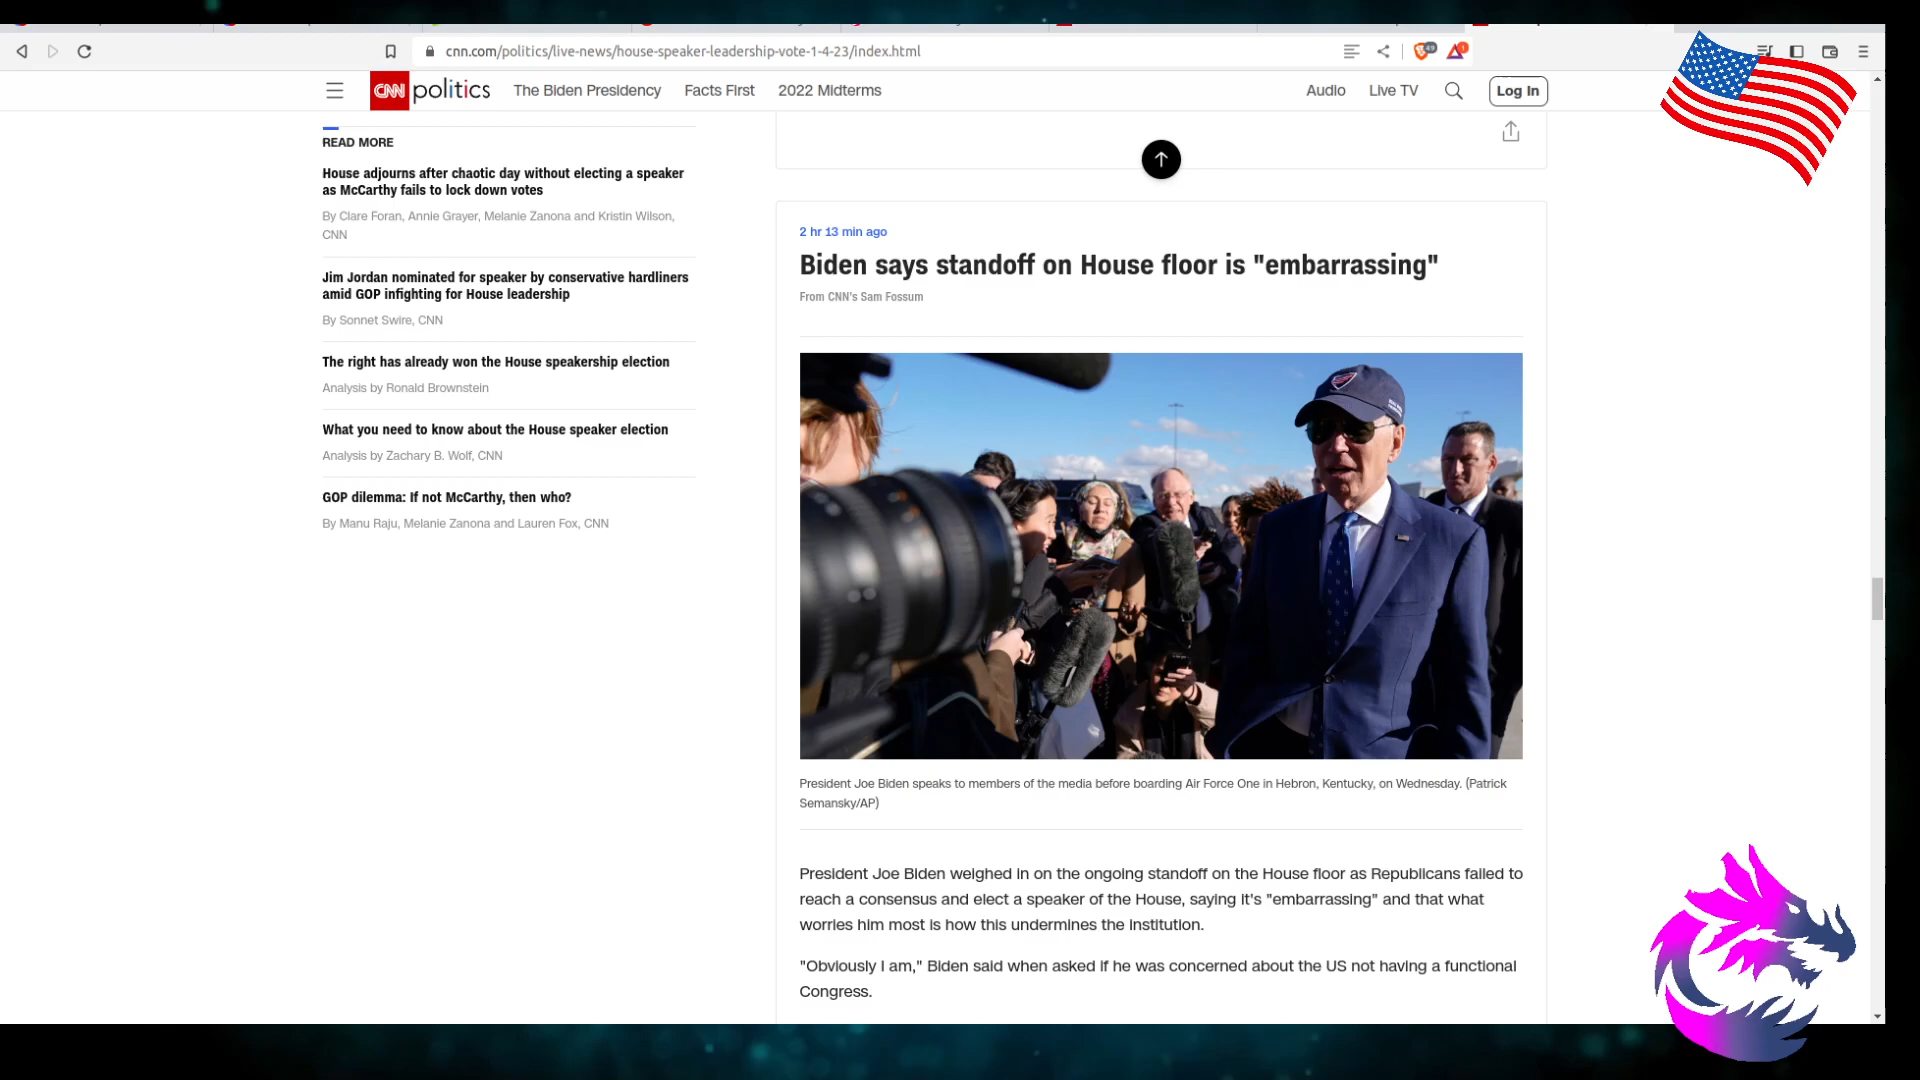 cnn.com/politics/live-news/house-speaker-leadership-vote-1-4-23/index.html
49
1
CNN politics
The Biden Presidency
Facts First
2022 Midterms
Audio
Live TV
Log In
READ MORE
House adjourns after chaotic day without electing a speaker
as McCarthy fails to lock down votes
By Clare Foran, Annie Grayer, Melanie Zanona and Kristin Wilson,
CNN
Jim Jordan nominated for speaker by conservative hardliners
amid GOP infighting for House leadership
By Sonnet Swire, CNN
The right has already won the House speakership election
Analysis by Ronald Brownstein
What you need to know about the House speaker election
Analysis by Zachary B. Wolf, CNN
GOP dilemma: If not McCarthy, then who?
By Manu Raju, Melanie Zanona and Lauren Fox, CNN
2 hr 13 min ago
Biden says standoff on House floor is "embarrassing"
From CNN's Sam Fossum
President Joe Biden speaks to members of the media before boarding Air Force One in Hebron, Kentucky, on Wednesday. (Patrick
Semansky/AP)
President Joe Biden weighed in on the ongoing standoff on the House floor as Republicans failed to
reach a consensus and elect a speaker of the House, saying it's "embarrassing" and that what
worries him most is how this undermines the institution.
"Obviously I am," Biden said when asked if he was concerned about the US not having a functional
Congress.